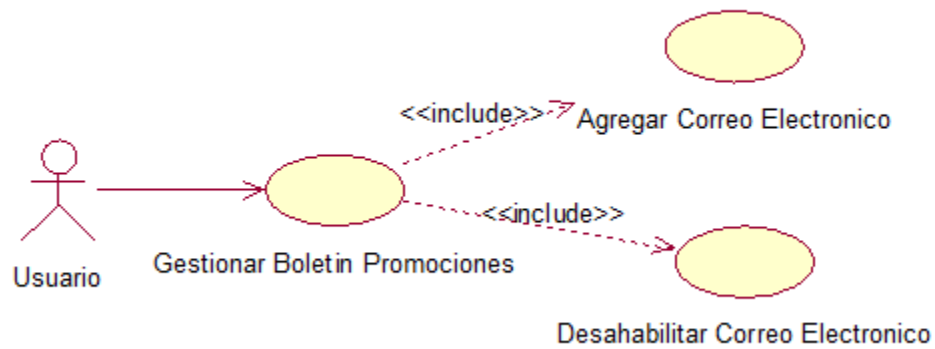 <<include>>
Agregar Correo Electronico
<<include>>
Usuario
Gestionar Boletin Promociones
Desahabilitar Correo Electronico